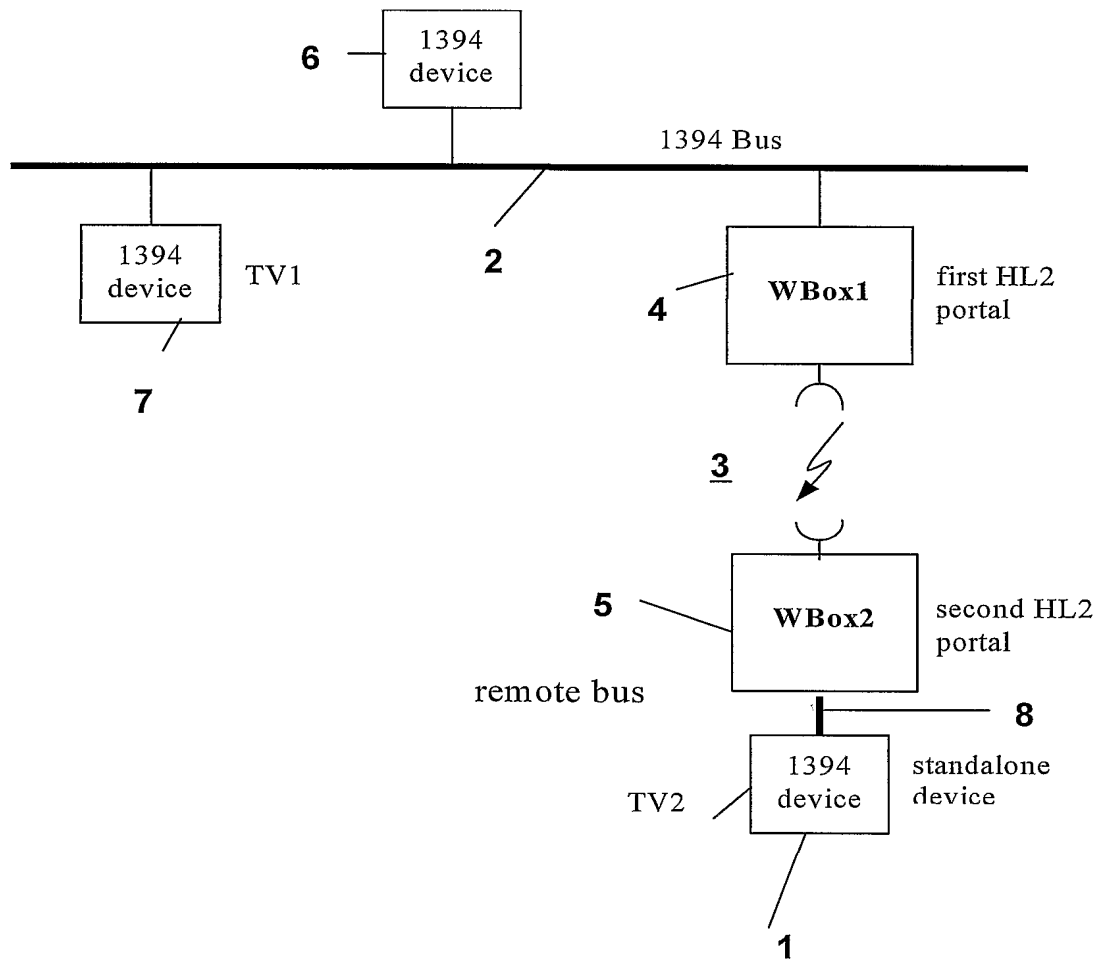 1394
device
6
1394 Bus
1394
device
TV1
2
7
WBox1
4
first HL2
portal
3
WBox2
5
second HL2
portal
remote bus
8
1394
device
TV2
standalone
device
1